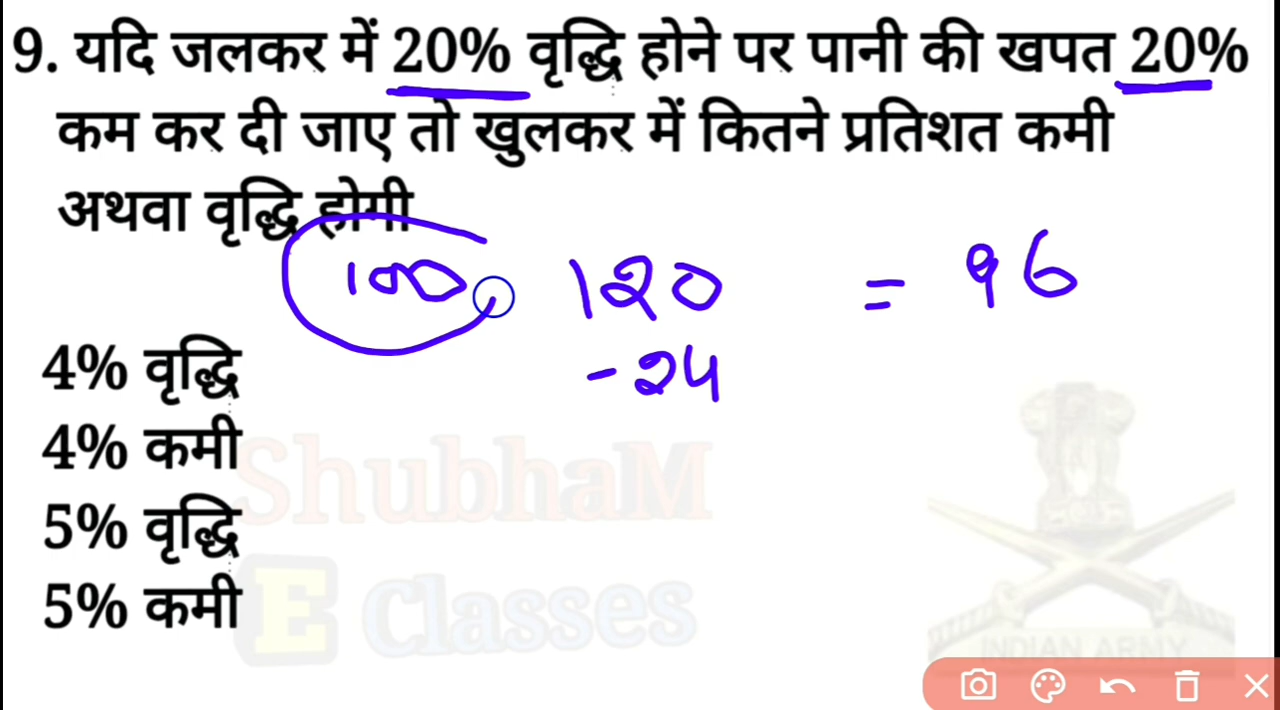 9. यदि जलकर में 20% वृद्धि होने पर पानी की खपत 20%
कम कर दी जाए तो खुलकर में कितने प्रतिशत कमी
अथवा वृद्धि होगी
100 120 = 96
-24
4% वृद्धि
4% कमी
5% वृद्धि
5% कमी
ShubhaM
E Classes
INDIAN ARMY